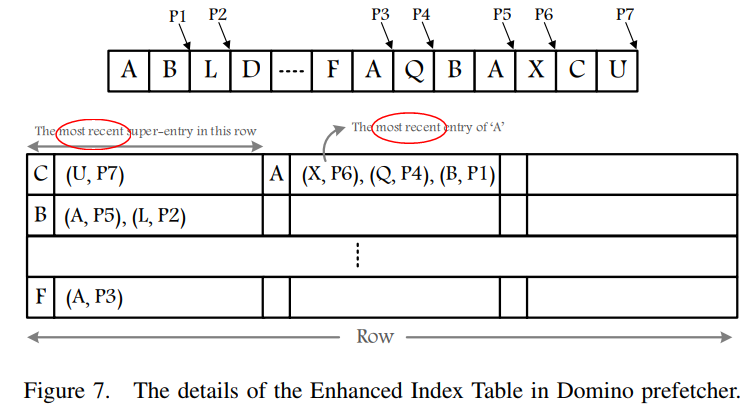 P1 P2 P3 P4 P5 P6 P7
A B L D ···· F A Q B A X C U
The most recent super-entry in this row
The most recent entry of 'A'
C (U, P7) A (X, P6), (Q, P4), (B, P1)
B (A, P5), (L, P2)
F (A, P3)
Row
Figure 7. The details of the Enhanced Index Table in Domino prefetcher.